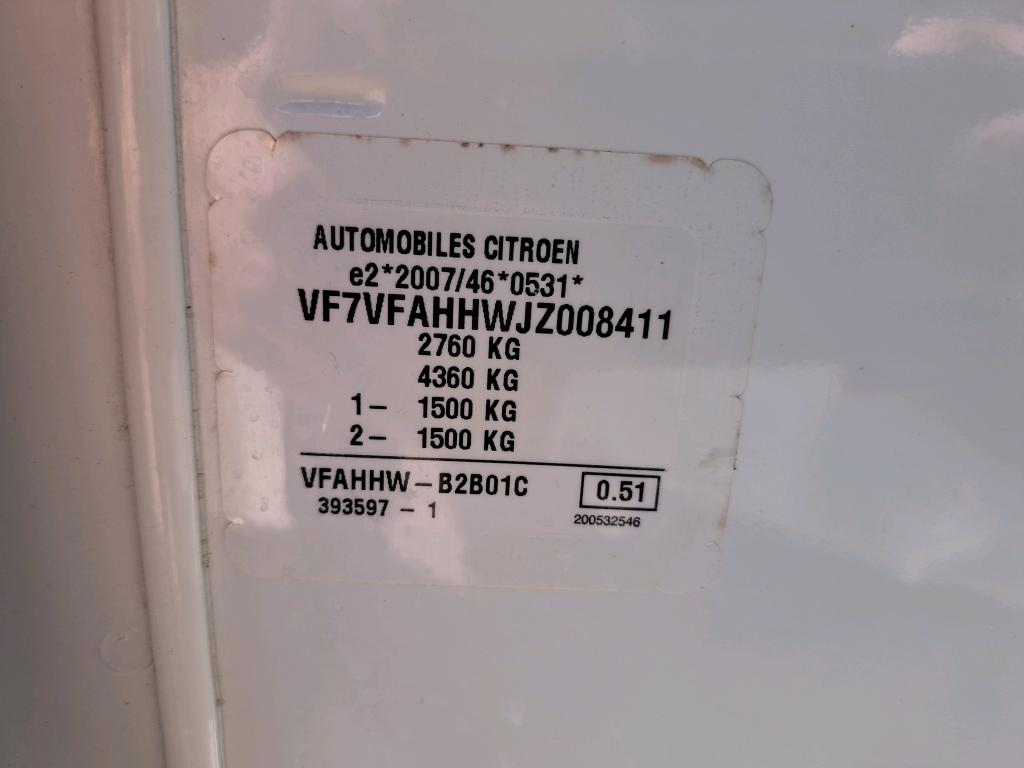 AUTOMOBILES CITROEN
e2*2007/46*0531*
VF7VFAHHWJZ008411
2760 KG
4360 KG
1- 1500 KG
2- 1500 KG
VFAHHW-B2B01C 0.51
393597 - 1 200532546